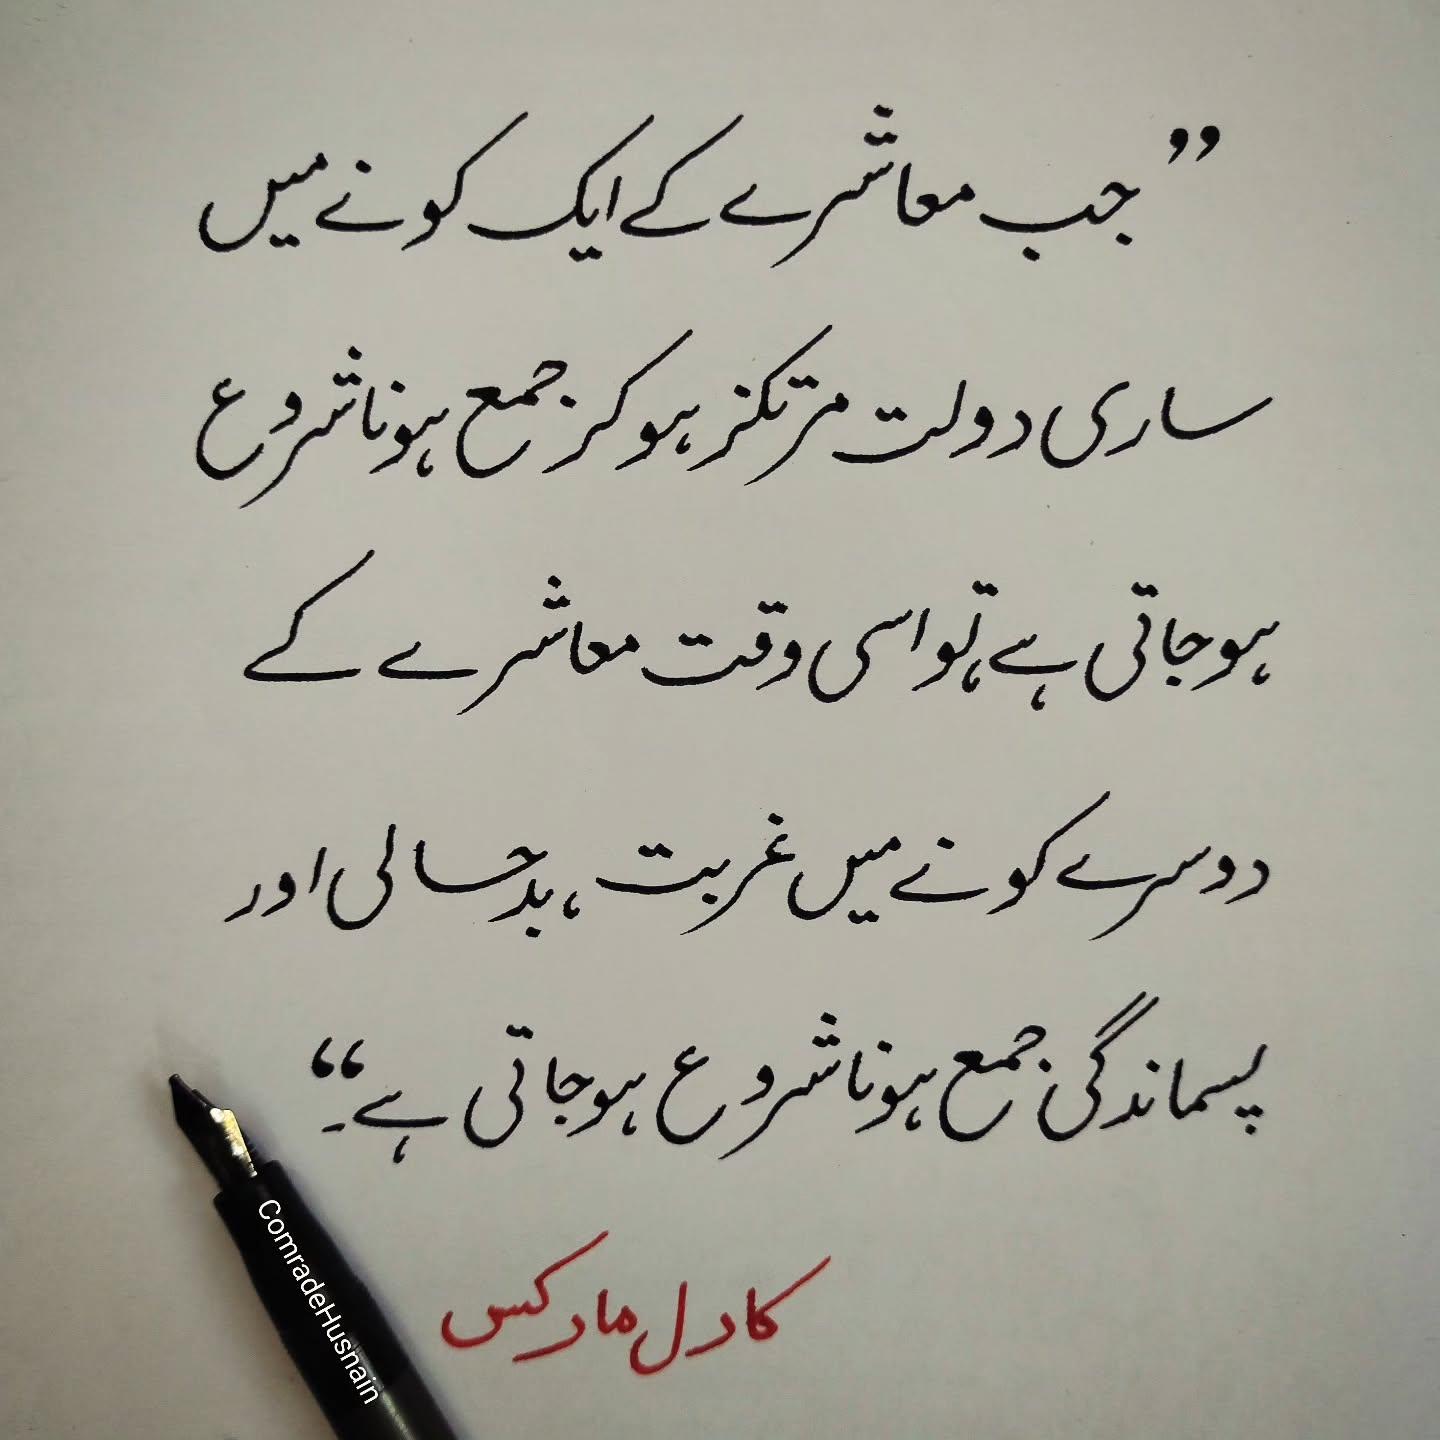 ”جب معاشرے کے ایک کونے میں
ساری دولت مرتکز ہو کر جمع ہونا شروع
ہو جاتی ہے، تو اسی وقت معاشرے کے
دوسرے کونے میں غربت، بدحالی اور
پسماندگی جمع ہونا شروع ہو جاتی ہے۔“
کارل مارکس
ComradeHusnain